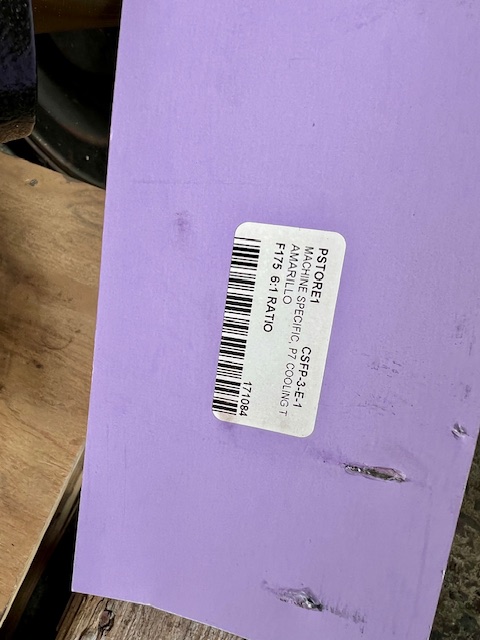 PSTORE1 CSFP-3-E-1
MACHINE SPECIFIC, P7 COOLING T
AMARILLO
F175 6:1 RATIO
171084